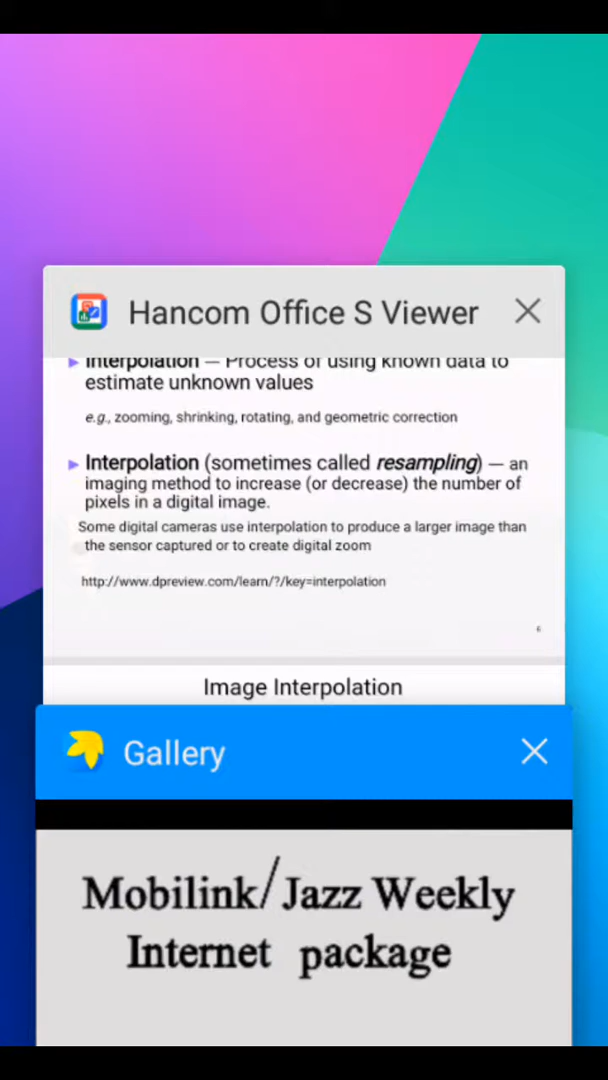 Hancom Office S Viewer
Interpolation — Process of using known data to
estimate unknown values
e.g., zooming, shrinking, rotating, and geometric correction
Interpolation (sometimes called resampling) — an
imaging method to increase (or decrease) the number of
pixels in a digital image.
Some digital cameras use interpolation to produce a larger image than
the sensor captured or to create digital zoom
http://www.dpreview.com/learn/?/key=interpolation
Image Interpolation
Gallery
Mobilink/Jazz Weekly
Internet package